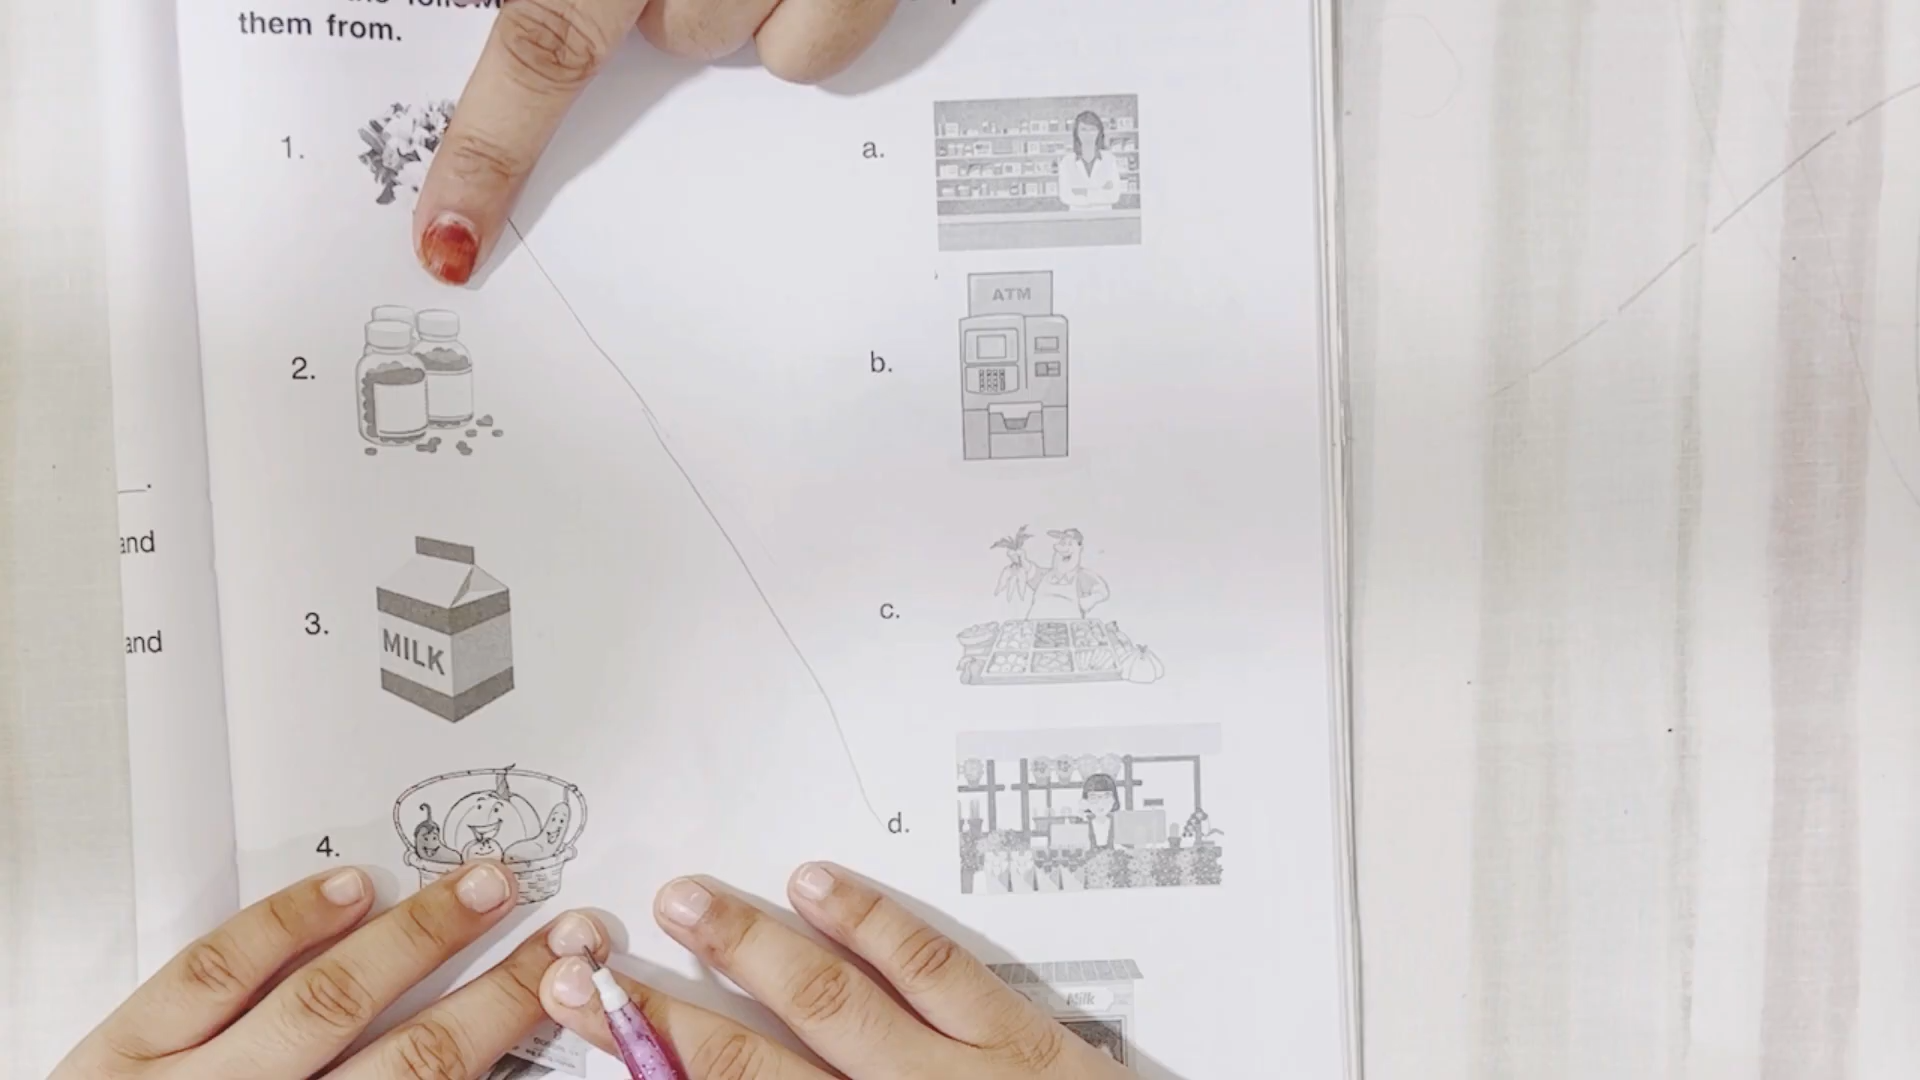 them from.
1.
a.
ATM
2.
b.
and
3.
MILK
c.
and
4.
d.
Milk